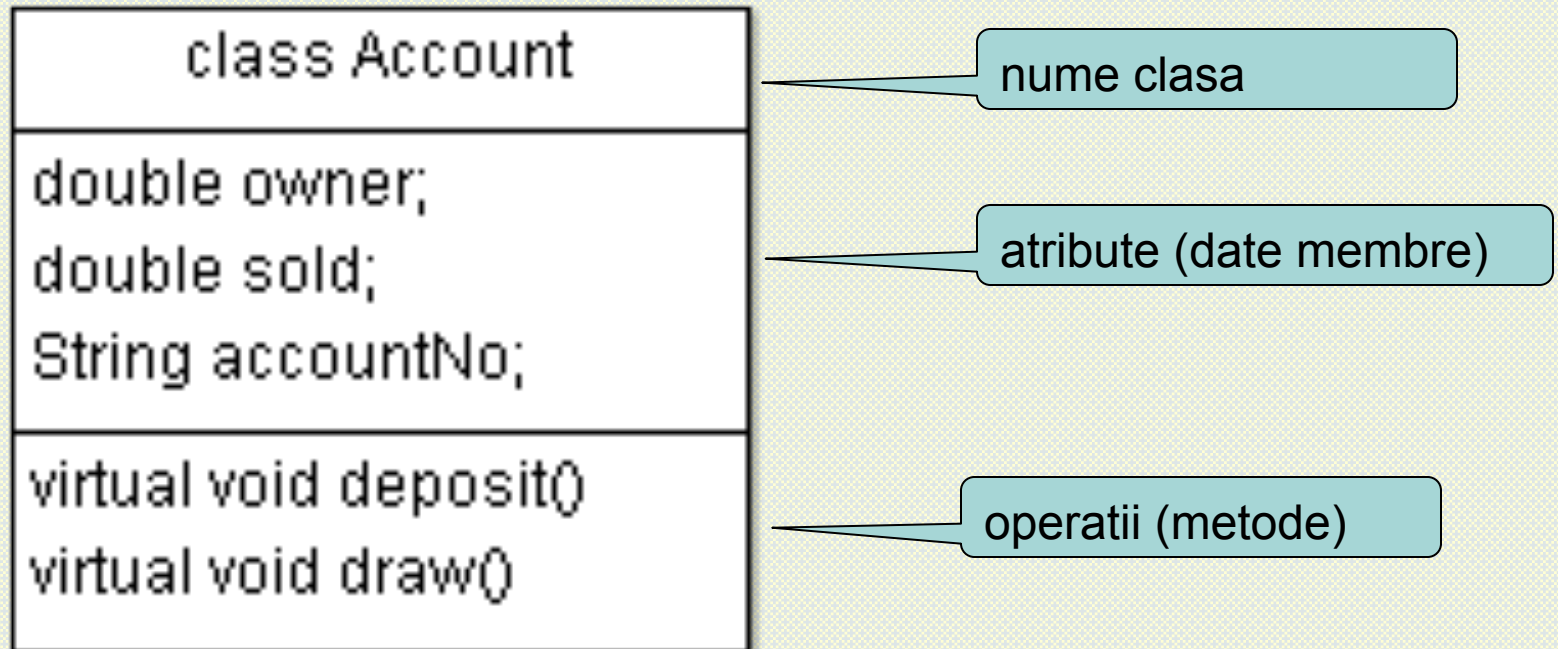 class Account
nume clasa
double owner;
double sold;
String accountNo;
atribute (date membre)
virtual void deposit()
virtual void draw()
operatii (metode)